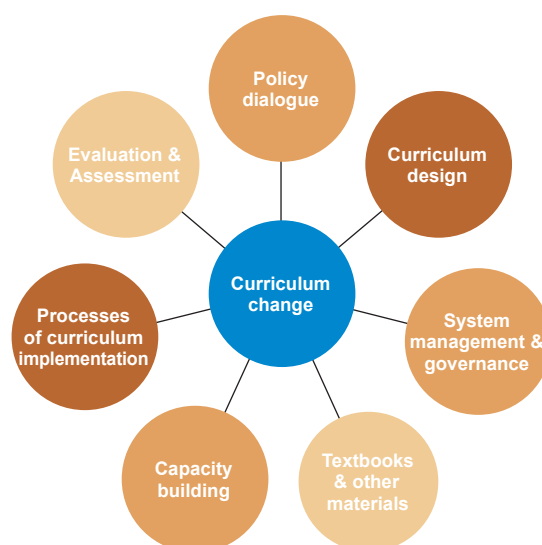 Policy
dialogue
Evaluation &
Assessment
Curriculum
design
Curriculum
change
Processes
of curriculum
implementation
System
management &
governance
Capacity
building
Textbooks
& other
materials